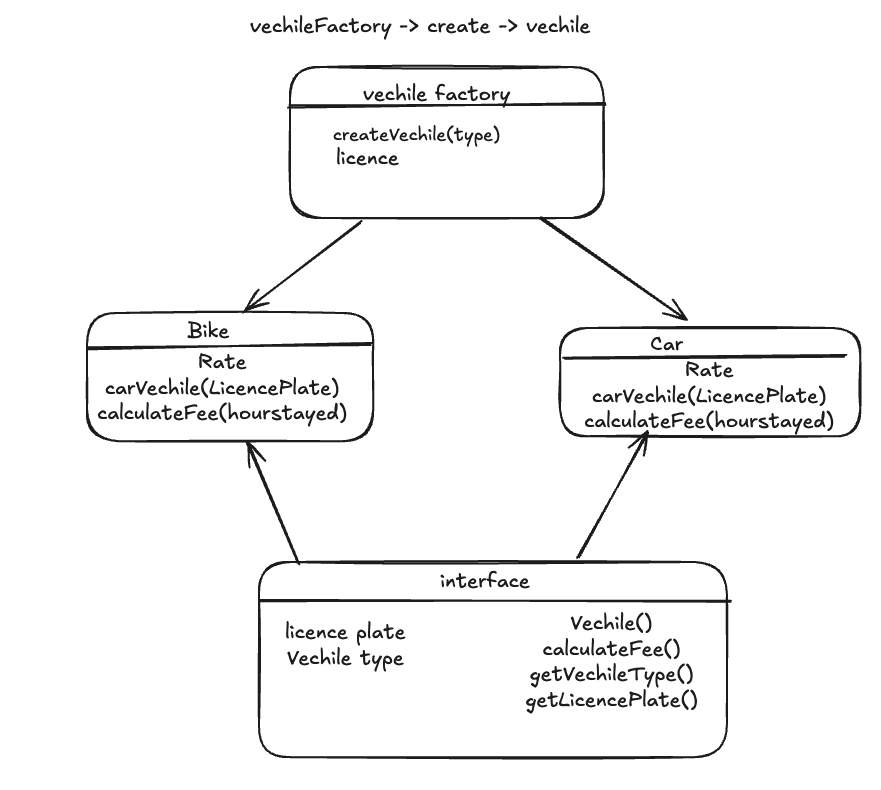 vechileFactory -> create -> vechile
vechile factory
createVechile(type)
licence
Bike
Rate
carVechile(LicencePlate)
calculateFee(hourstayed)
Car
Rate
carVechile(LicencePlate)
calculateFee(hourstayed)
interface
licence plate
Vechile type
Vechile()
calculateFee()
getVechileType()
getLicencePlate()